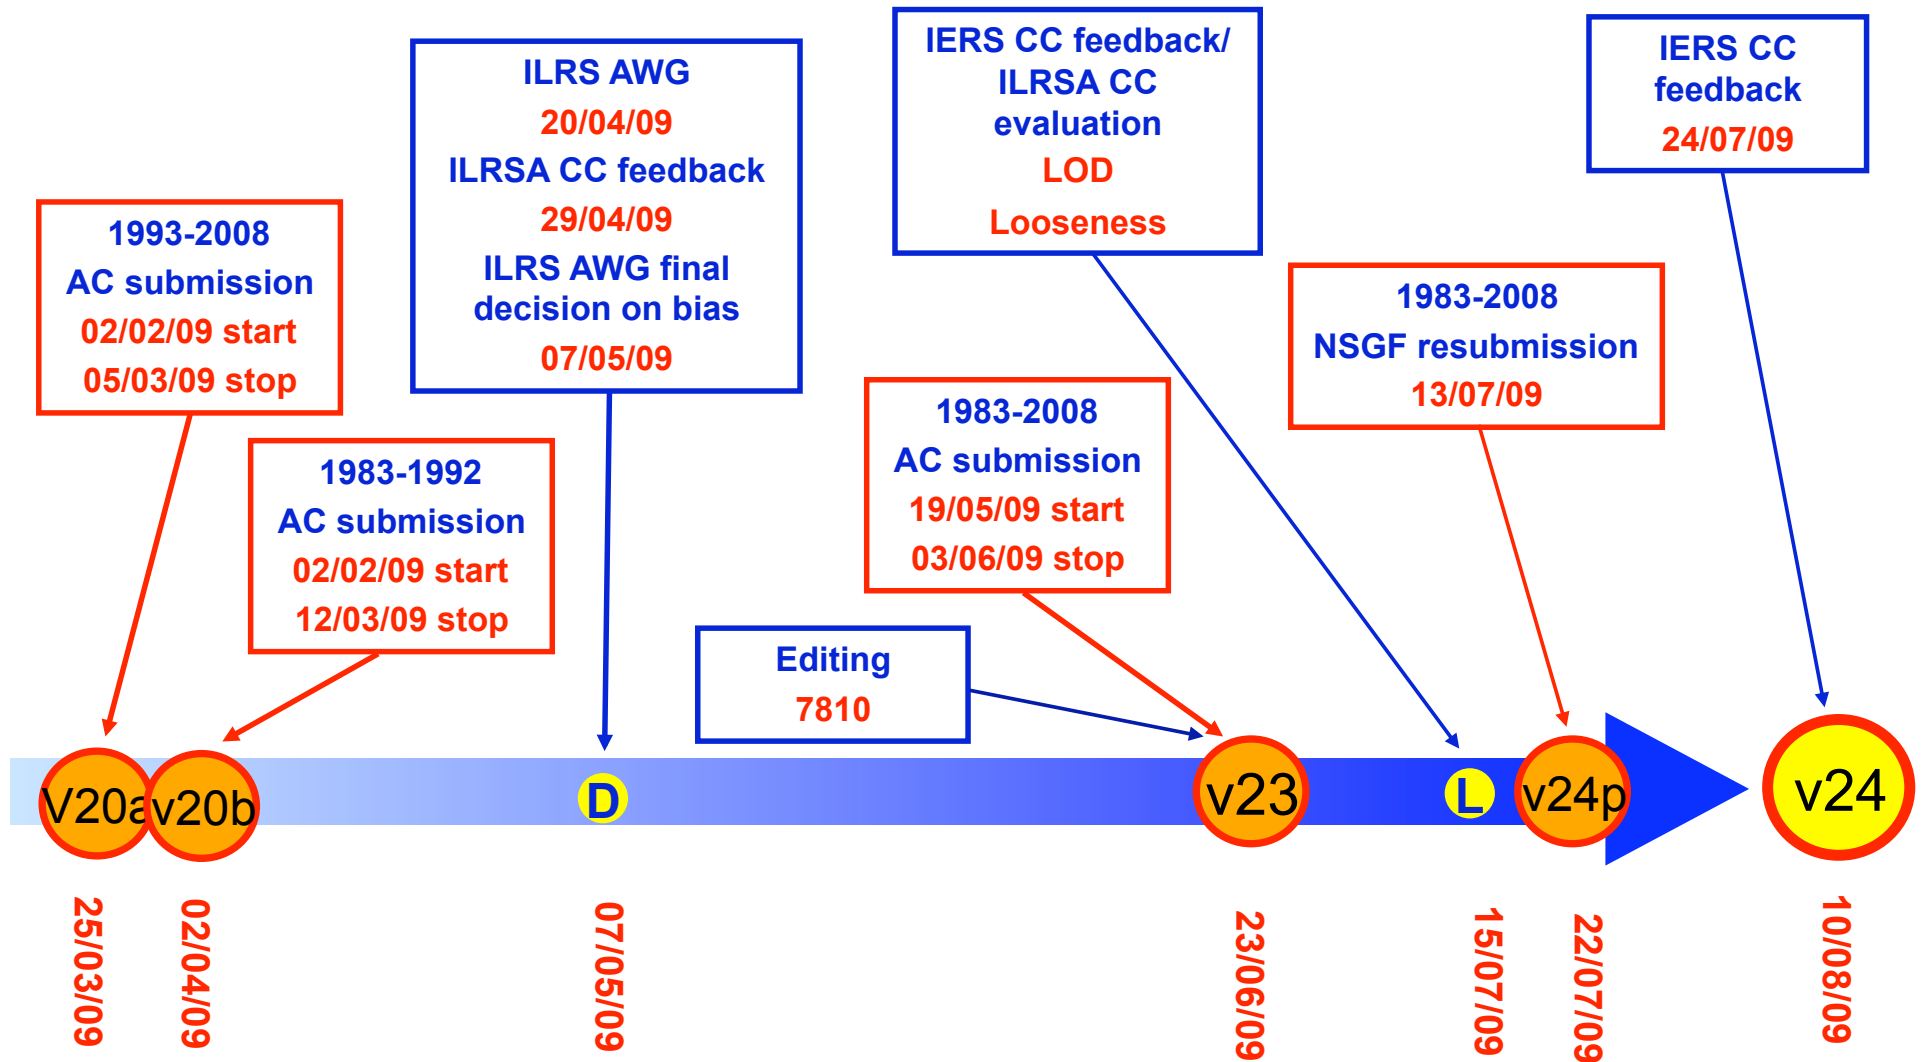 1993-2008
AC submission
02/02/09 start
05/03/09 stop
1983-1992
AC submission
02/02/09 start
12/03/09 stop
ILRS AWG
20/04/09
ILRSA CC feedback
29/04/09
ILRS AWG final
decision on bias
07/05/09
Editing
7810
1983-2008
AC submission
19/05/09 start
03/06/09 stop
IERS CC feedback/
ILRSA CC
evaluation
LOD
Looseness
1983-2008
NSGF resubmission
13/07/09
IERS CC
feedback
24/07/09
V20a
v20b
D
v23
L
v24p
v24
25/03/09
02/04/09
07/05/09
23/06/09
15/07/09
22/07/09
10/08/09